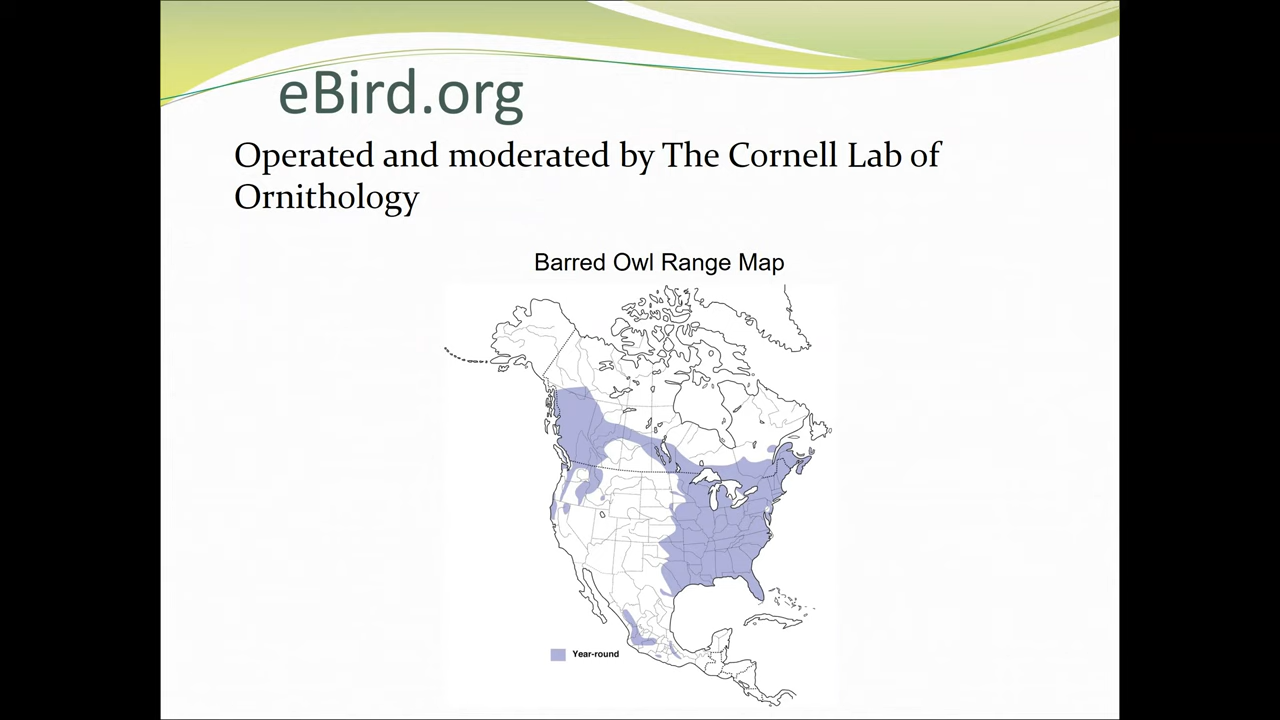 eBird.org
Operated and moderated by The Cornell Lab of
Ornithology
Barred Owl Range Map
Year-round